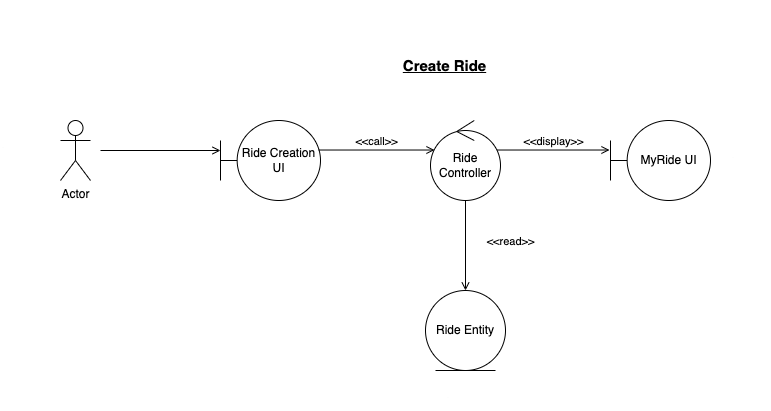 Create Ride
Actor
Ride Creation
UI
<<call>>
Ride
Controller
<<display>>
MyRide UI
<<read>>
Ride Entity